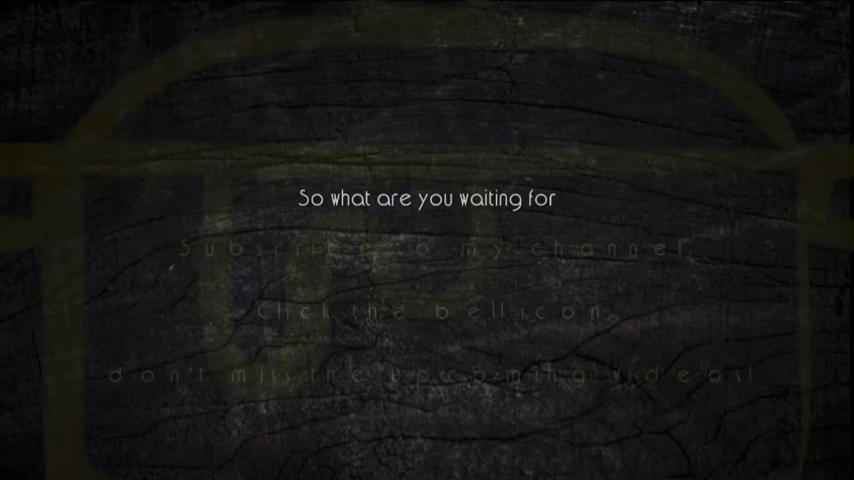 So what are you waiting for
Subscribe to my channel
Click the bell icon
don't miss the upcoming videos!